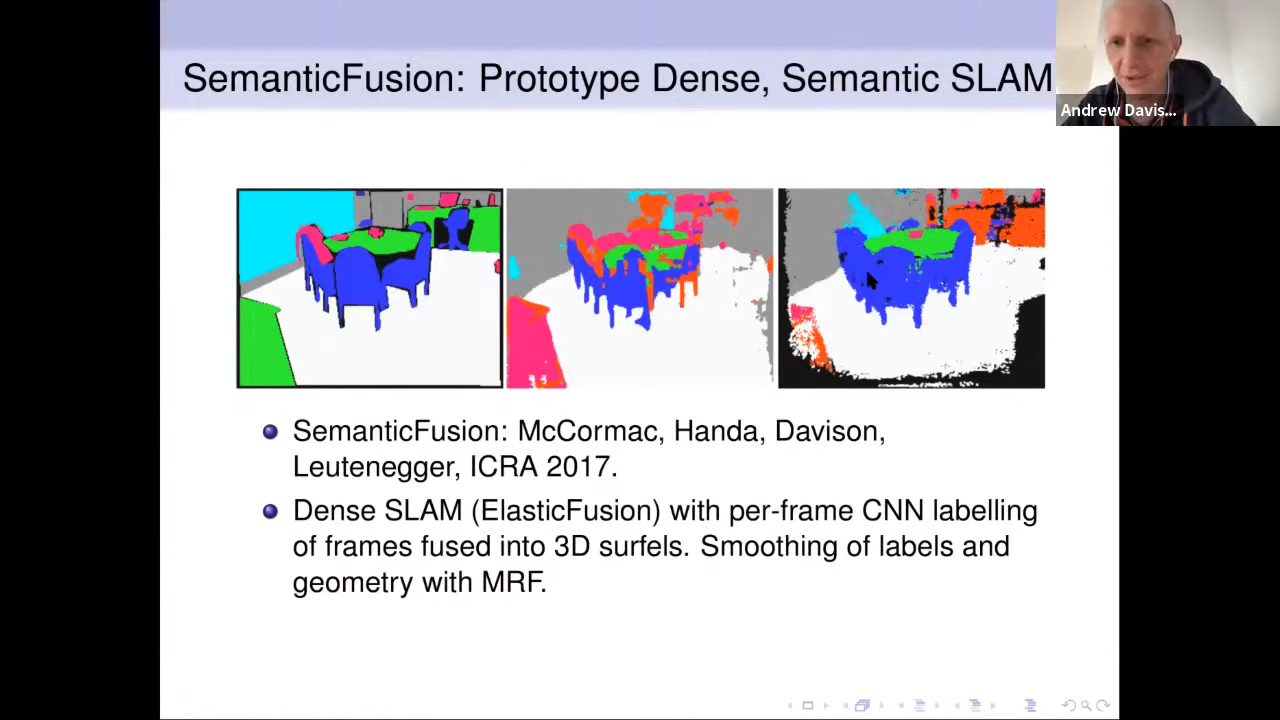 SemanticFusion: Prototype Dense, Semantic SLAM
Andrew Davis...
SemanticFusion: McCormac, Handa, Davison,
Leutenegger, ICRA 2017.
Dense SLAM (ElasticFusion) with per-frame CNN labelling
of frames fused into 3D surfels. Smoothing of labels and
geometry with MRF.